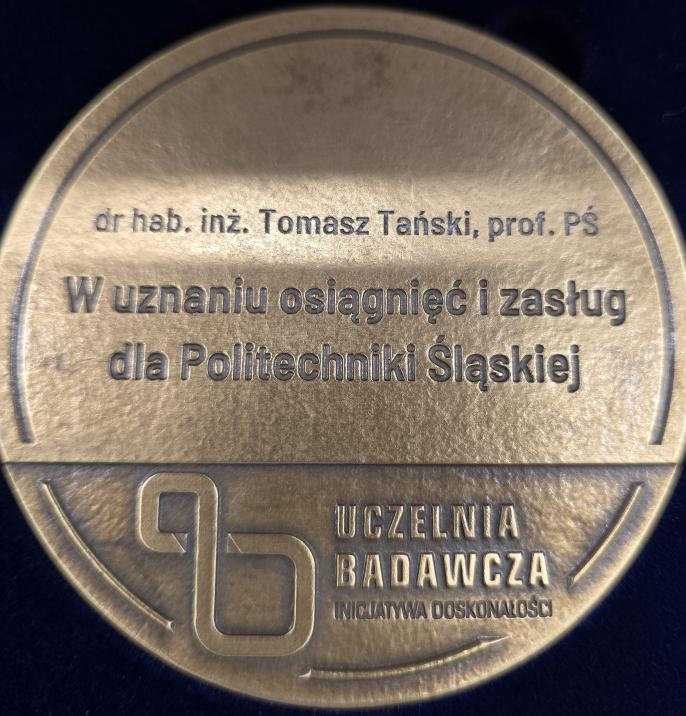 dr hab. inż. Tomasz Tański, prof. PŚ
W uznaniu osiągnięć i zasług
dla Politechniki Śląskiej
UCZELNIA
BADAWCZA
INICJATYWA DOSKONAŁOŚCI